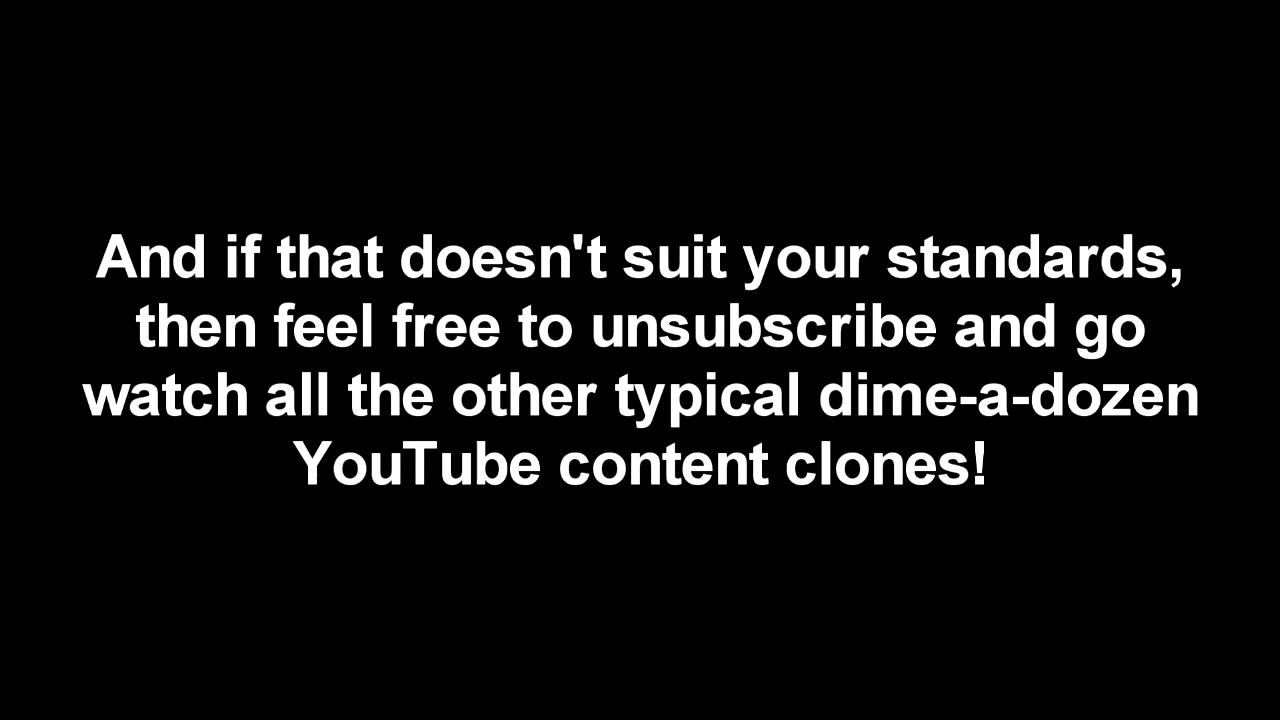 And if that doesn't suit your standards,
then feel free to unsubscribe and go
watch all the other typical dime-a-dozen
YouTube content clones!